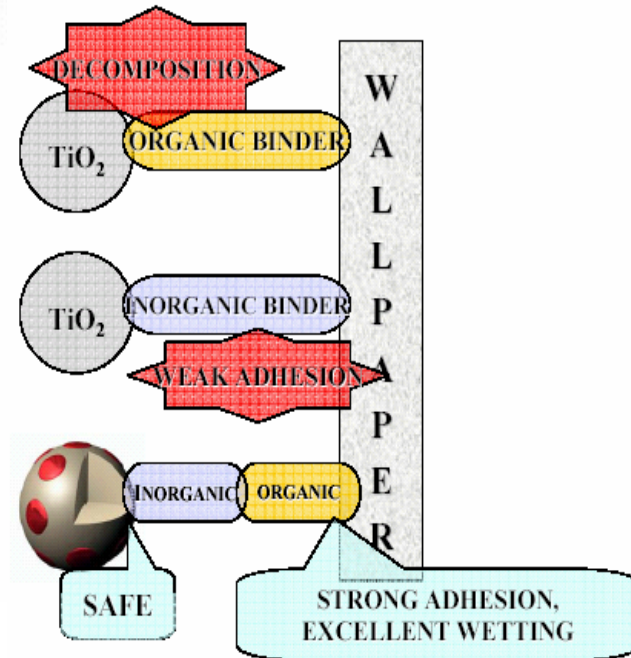 DECOMPOSITION
TiO₂
ORGANIC BINDER
TiO₂
INORGANIC BINDER
WEAK ADHESION
INORGANIC
ORGANIC
SAFE
STRONG ADHESION,
EXCELLENT WETTING
W
A
L
L
P
A
P
E
R